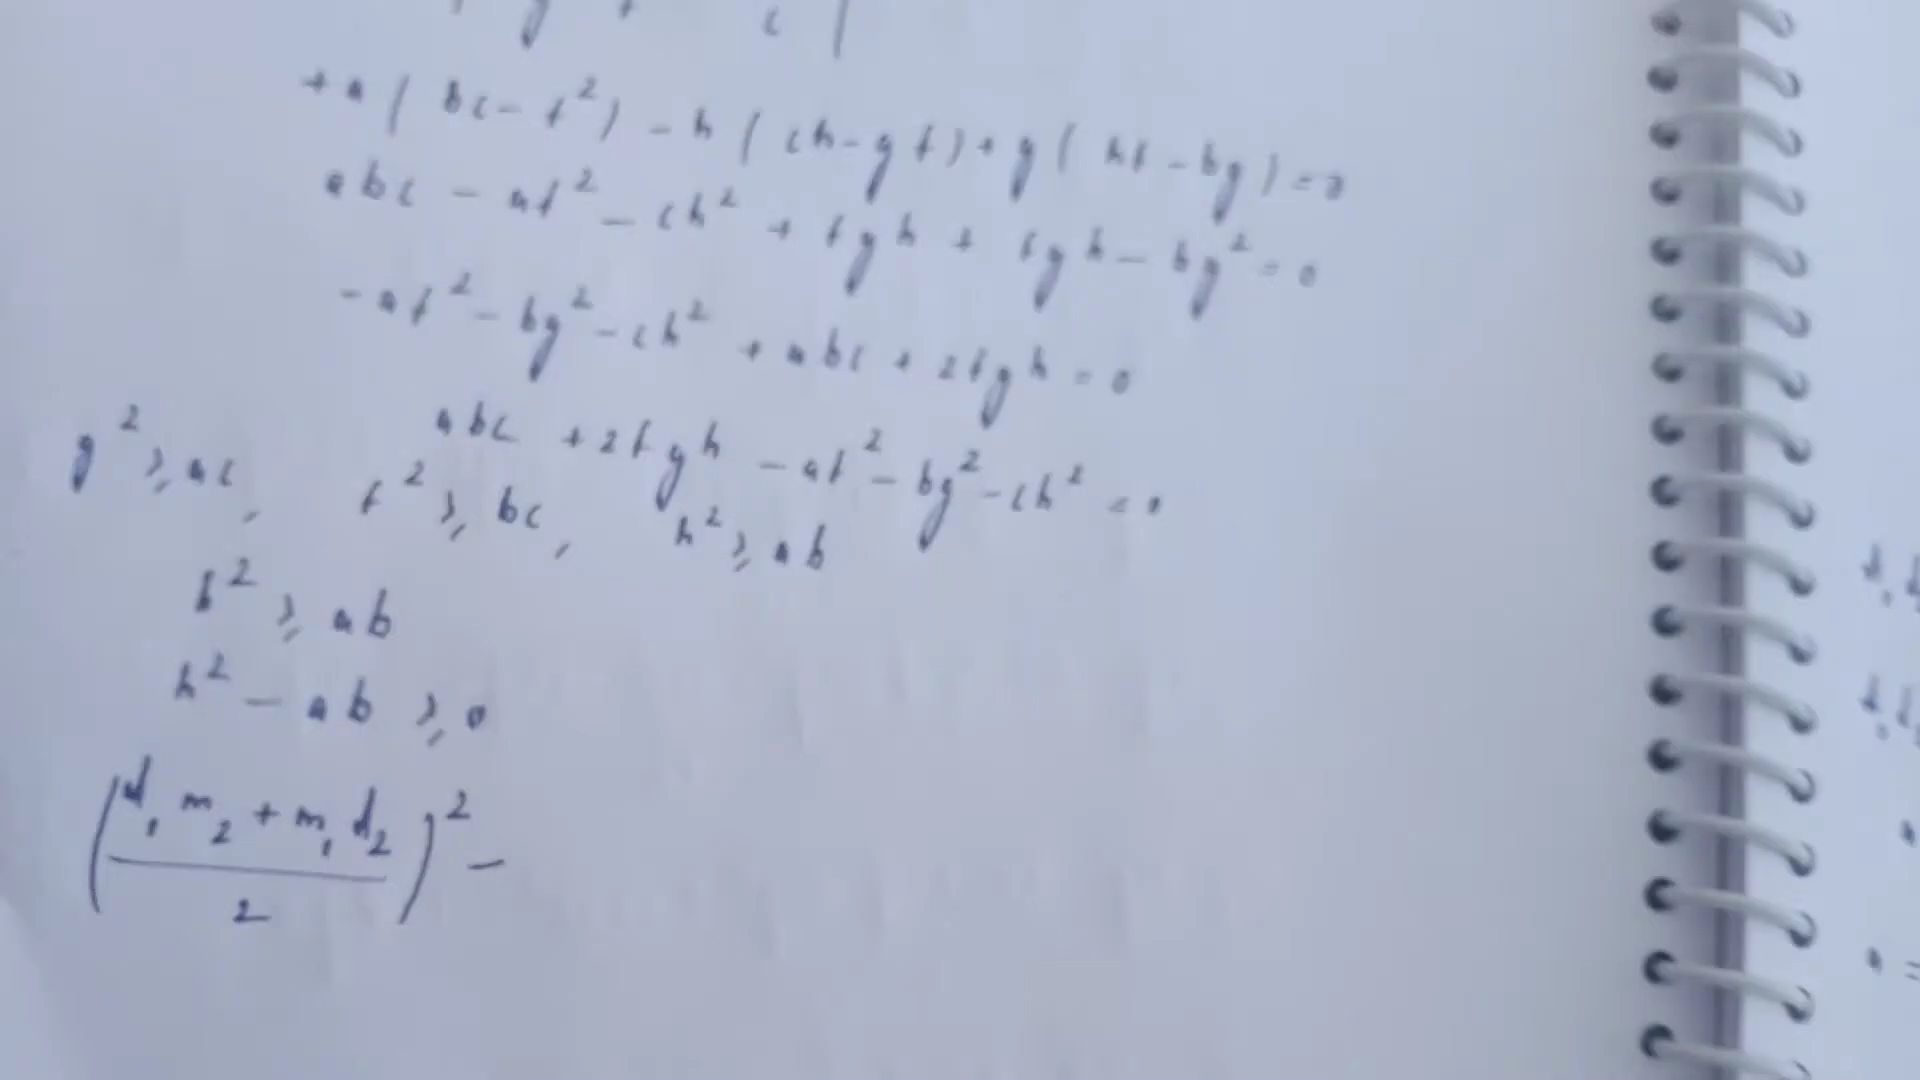 +a(bc-f²)-h(ch-gf)+g(hf-bg)=0
abc-af²-ch²+fgh+fgh-bg²=0
-af²-bg²-ch²+abc+2fgh=0
abc+2fgh-af²-bg²-ch²=0
g²≥ac, f²≥bc, h²≥ab
h²≥ab
h²-ab≥0
(l₁m₂+m₁l₂/2)²-